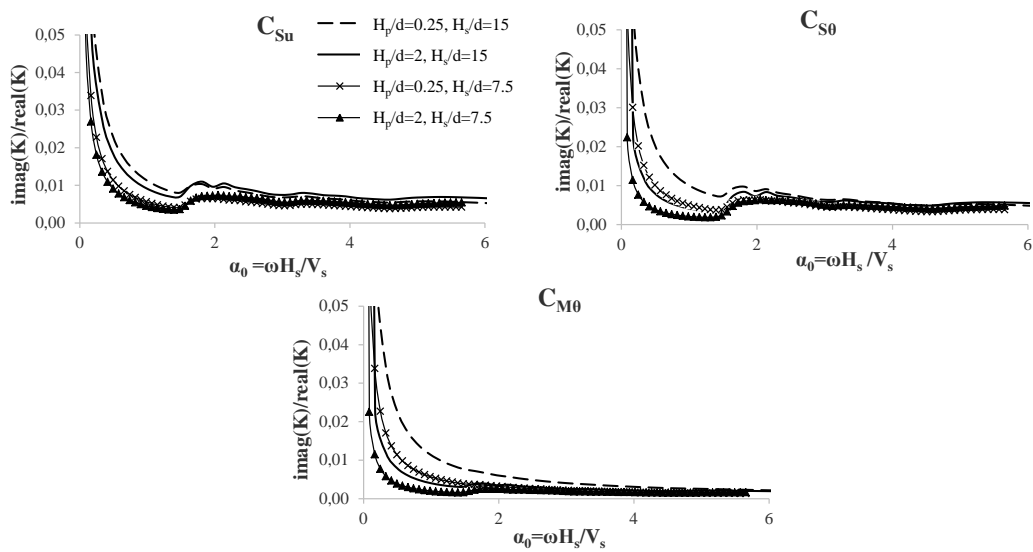 C_Su
H_p/d=0.25, H_s/d=15
H_p/d=2, H_s/d=15
H_p/d=0.25, H_s/d=7.5
H_p/d=2, H_s/d=7.5
imag(K)/real(K)
0,05
0,04
0,03
0,02
0,01
0,00
0 2 4 6
α_0 =ωH_s/V_s
C_Sθ
imag(K)/real(K)
0,05
0,04
0,03
0,02
0,01
0,00
0 1 2 3 4 5 6
α_0 =ωH_s /V_s
C_Mθ
imag(K)/real(K)
0,05
0,04
0,03
0,02
0,01
0,00
0 2 4 6
α_0=ωH_s/V_s